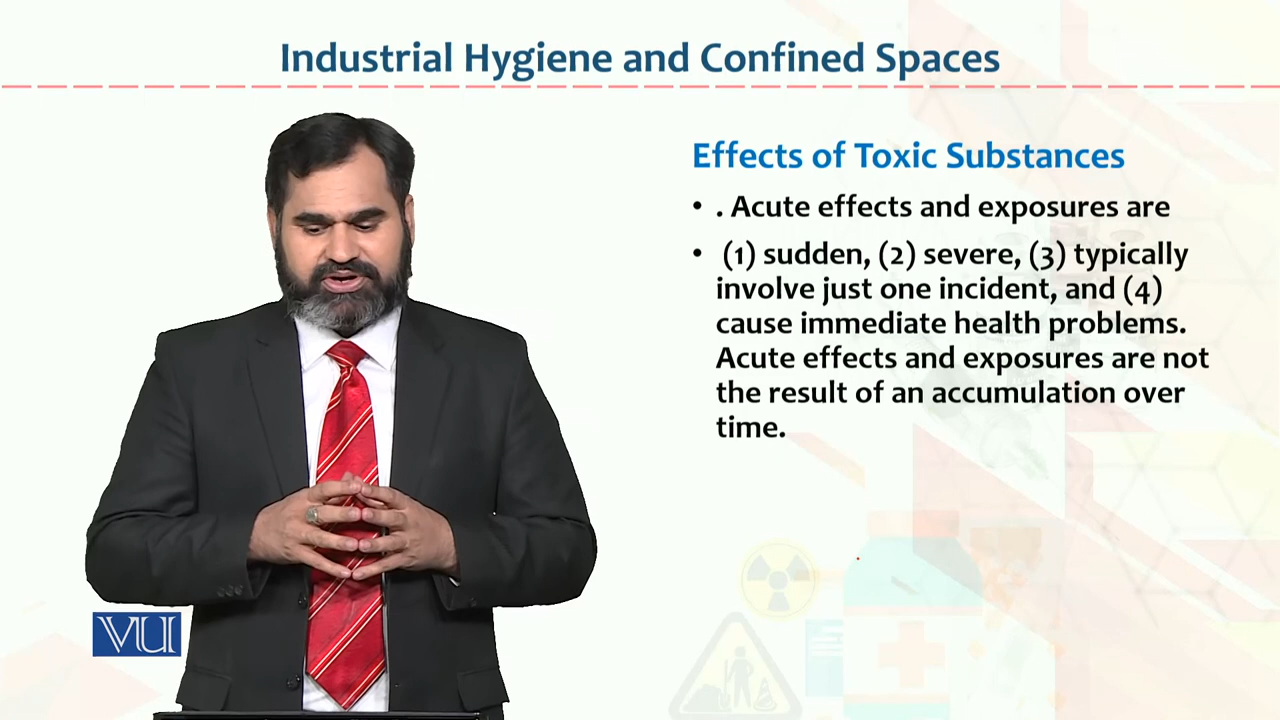 Industrial Hygiene and Confined Spaces
Effects of Toxic Substances
• . Acute effects and exposures are
• (1) sudden, (2) severe, (3) typically
involve just one incident, and (4)
cause immediate health problems.
Acute effects and exposures are not
the result of an accumulation over
time.
VU